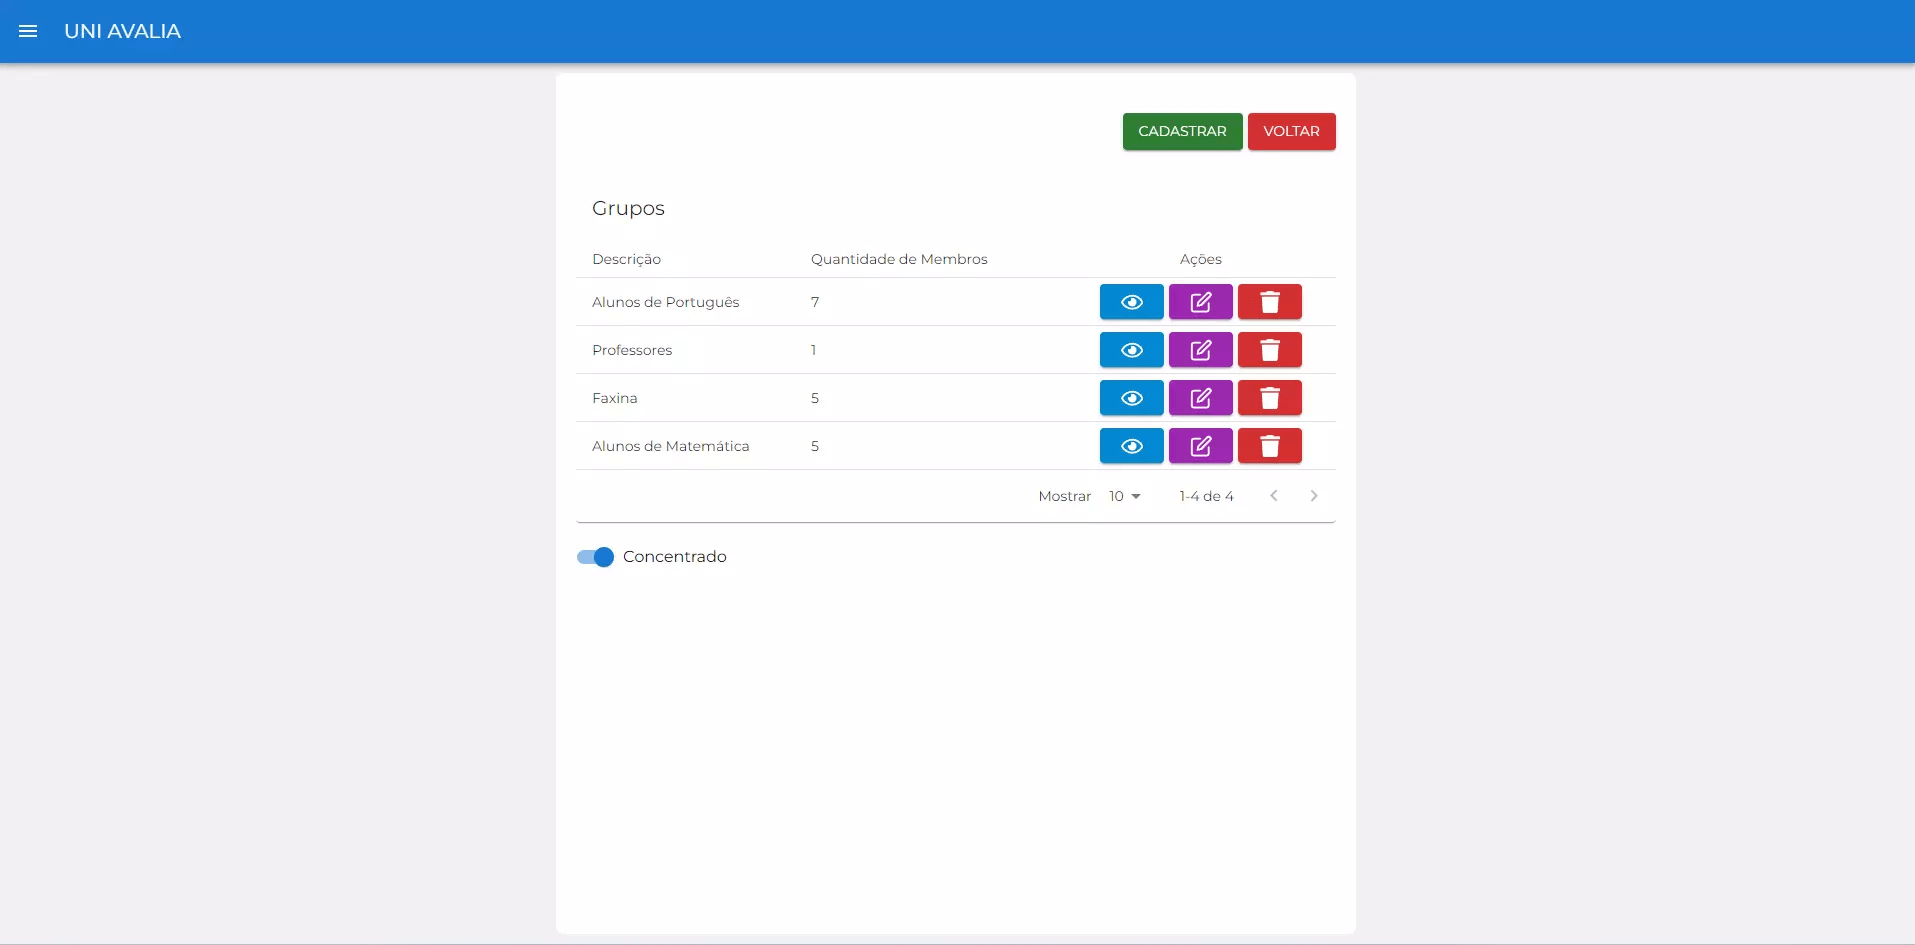 UNI AVALIA
CADASTRAR VOLTAR
Grupos
Descrição Quantidade de Membros Ações
Alunos de Português 7
Professores 1
Faxina 5
Alunos de Matemática 5
Mostrar 10 1-4 de 4
Concentrado